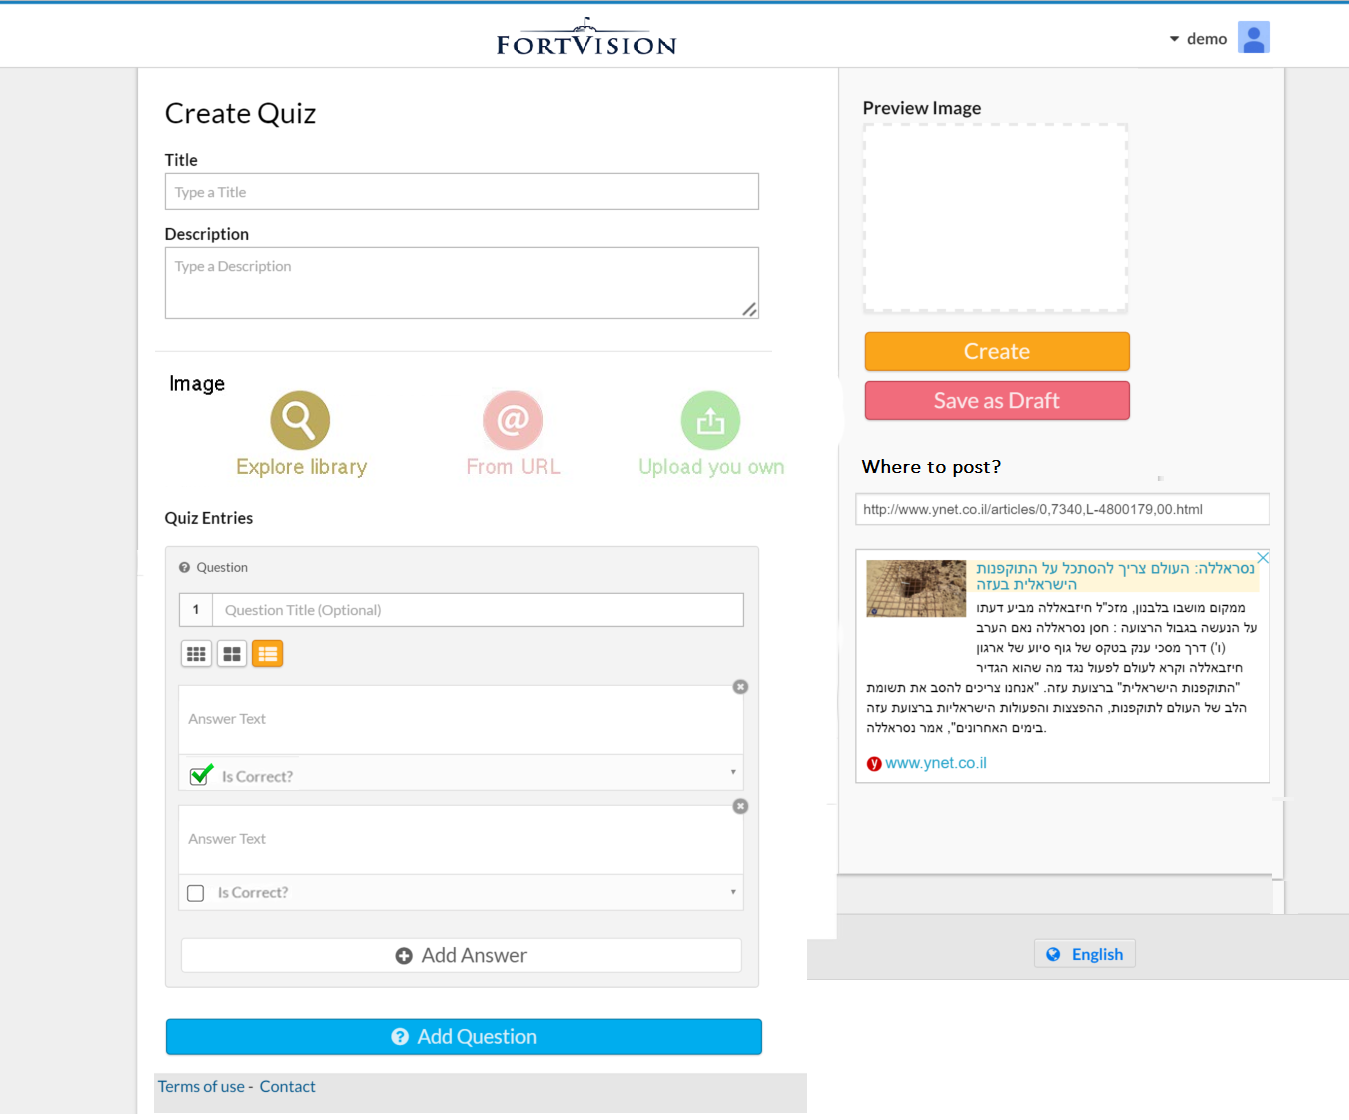 FORTVISION
demo
Create Quiz
Title
Type a Title
Description
Type a Description
Image
Explore library
From URL
Upload you own
Quiz Entries
Question
1
Question Title (Optional)
Answer Text
Is Correct?
Answer Text
Is Correct?
Add Answer
Add Question
Terms of use - Contact
Preview Image
Create
Save as Draft
Where to post?
http://www.ynet.co.il/articles/0,7340,L-4800179,00.html
נסראללה: העולם צריך להסתכל על התוקפנות
הישראלית בעזה
ממקום מושבו בלבנון, מזכ"ל חיזבאללה מביע דעתו
על הנעשה בגבול הרצועה : חסן נסראללה נאם הערב
(ו') דרך מסכי ענק בטקס של גוף סיוע של ארגון
חיזבאללה וקרא לעולם לפעול נגד מה שהוא הגדיר
"התוקפנות הישראלית" ברצועת עזה. "אנחנו צריכים להסב את תשומת
הלב של העולם לתוקפנות, ההפצצות והפעולות הישראליות ברצועת עזה
בימים האחרונים", אמר נסראללה.
y www.ynet.co.il
English